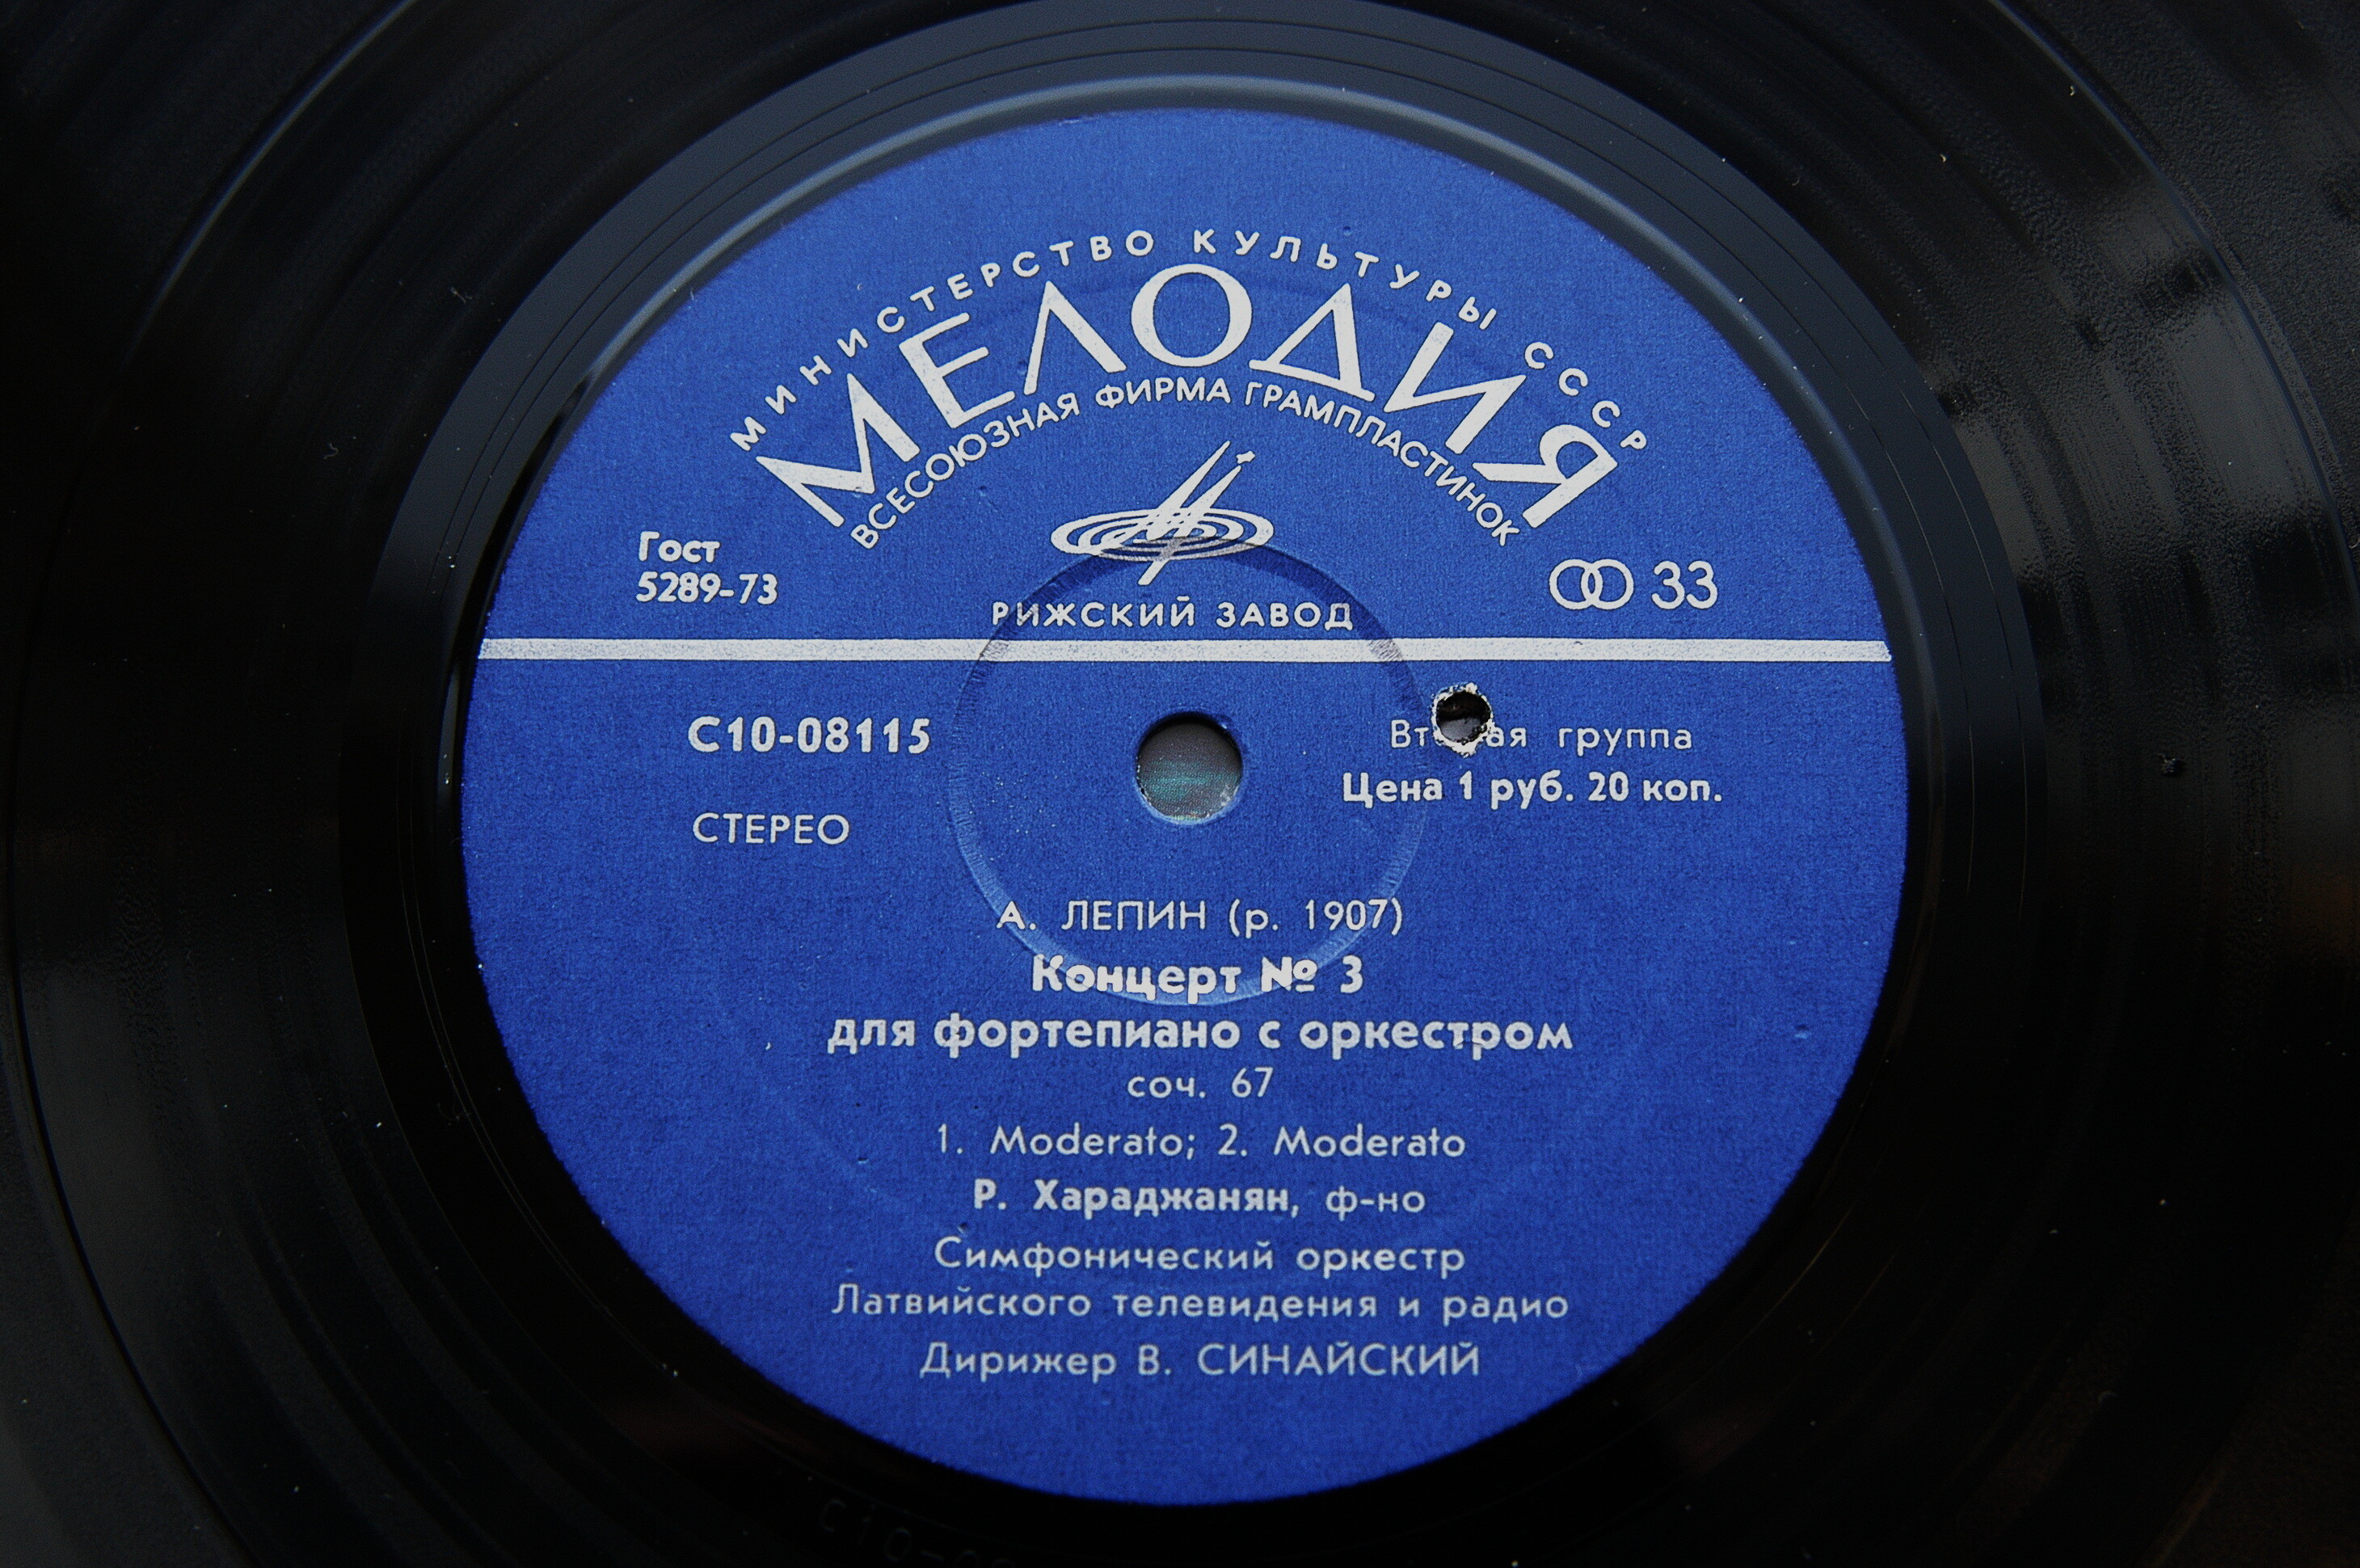 МИНИСТЕРСТВО КУЛЬТУРЫ СССР
МЕЛОДИЯ
ВСЕСОЮЗНАЯ ФИРМА ГРАМПЛАСТИНОК
Гост
5289-73
33
РИЖСКИЙ ЗАВОД
С10-08115
группа
Цена 1 руб. 20 коп.
СТЕРЕО
А. ЛЕПИН (р. 1907)
Концерт № 3
для фортепиано с оркестром
соч. 67
1. Moderato; 2. Moderato
Р. Хараджанян, ф-но
Симфонический оркестр
Латвийского телевидения и радио
Дирижер В. СИНАЙСКИЙ